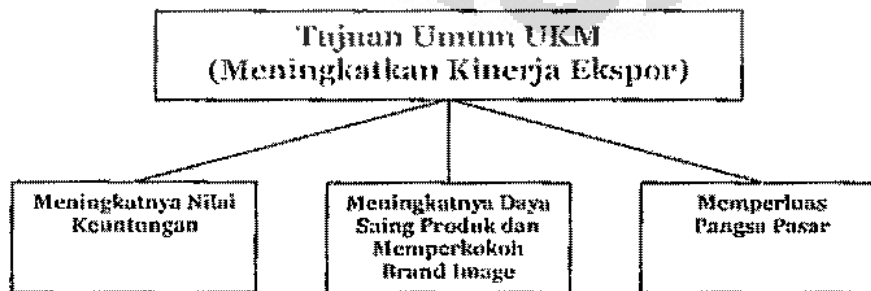 Tujuan Umum UKM
(Meningkatkan Kinerja Ekspor)
Meningkatnya Nilai
Keuntungan
Meningkatnya Daya
Saing Produk dan
Memperkokoh
Brand Image
Memperluas
Pangsa Pasar